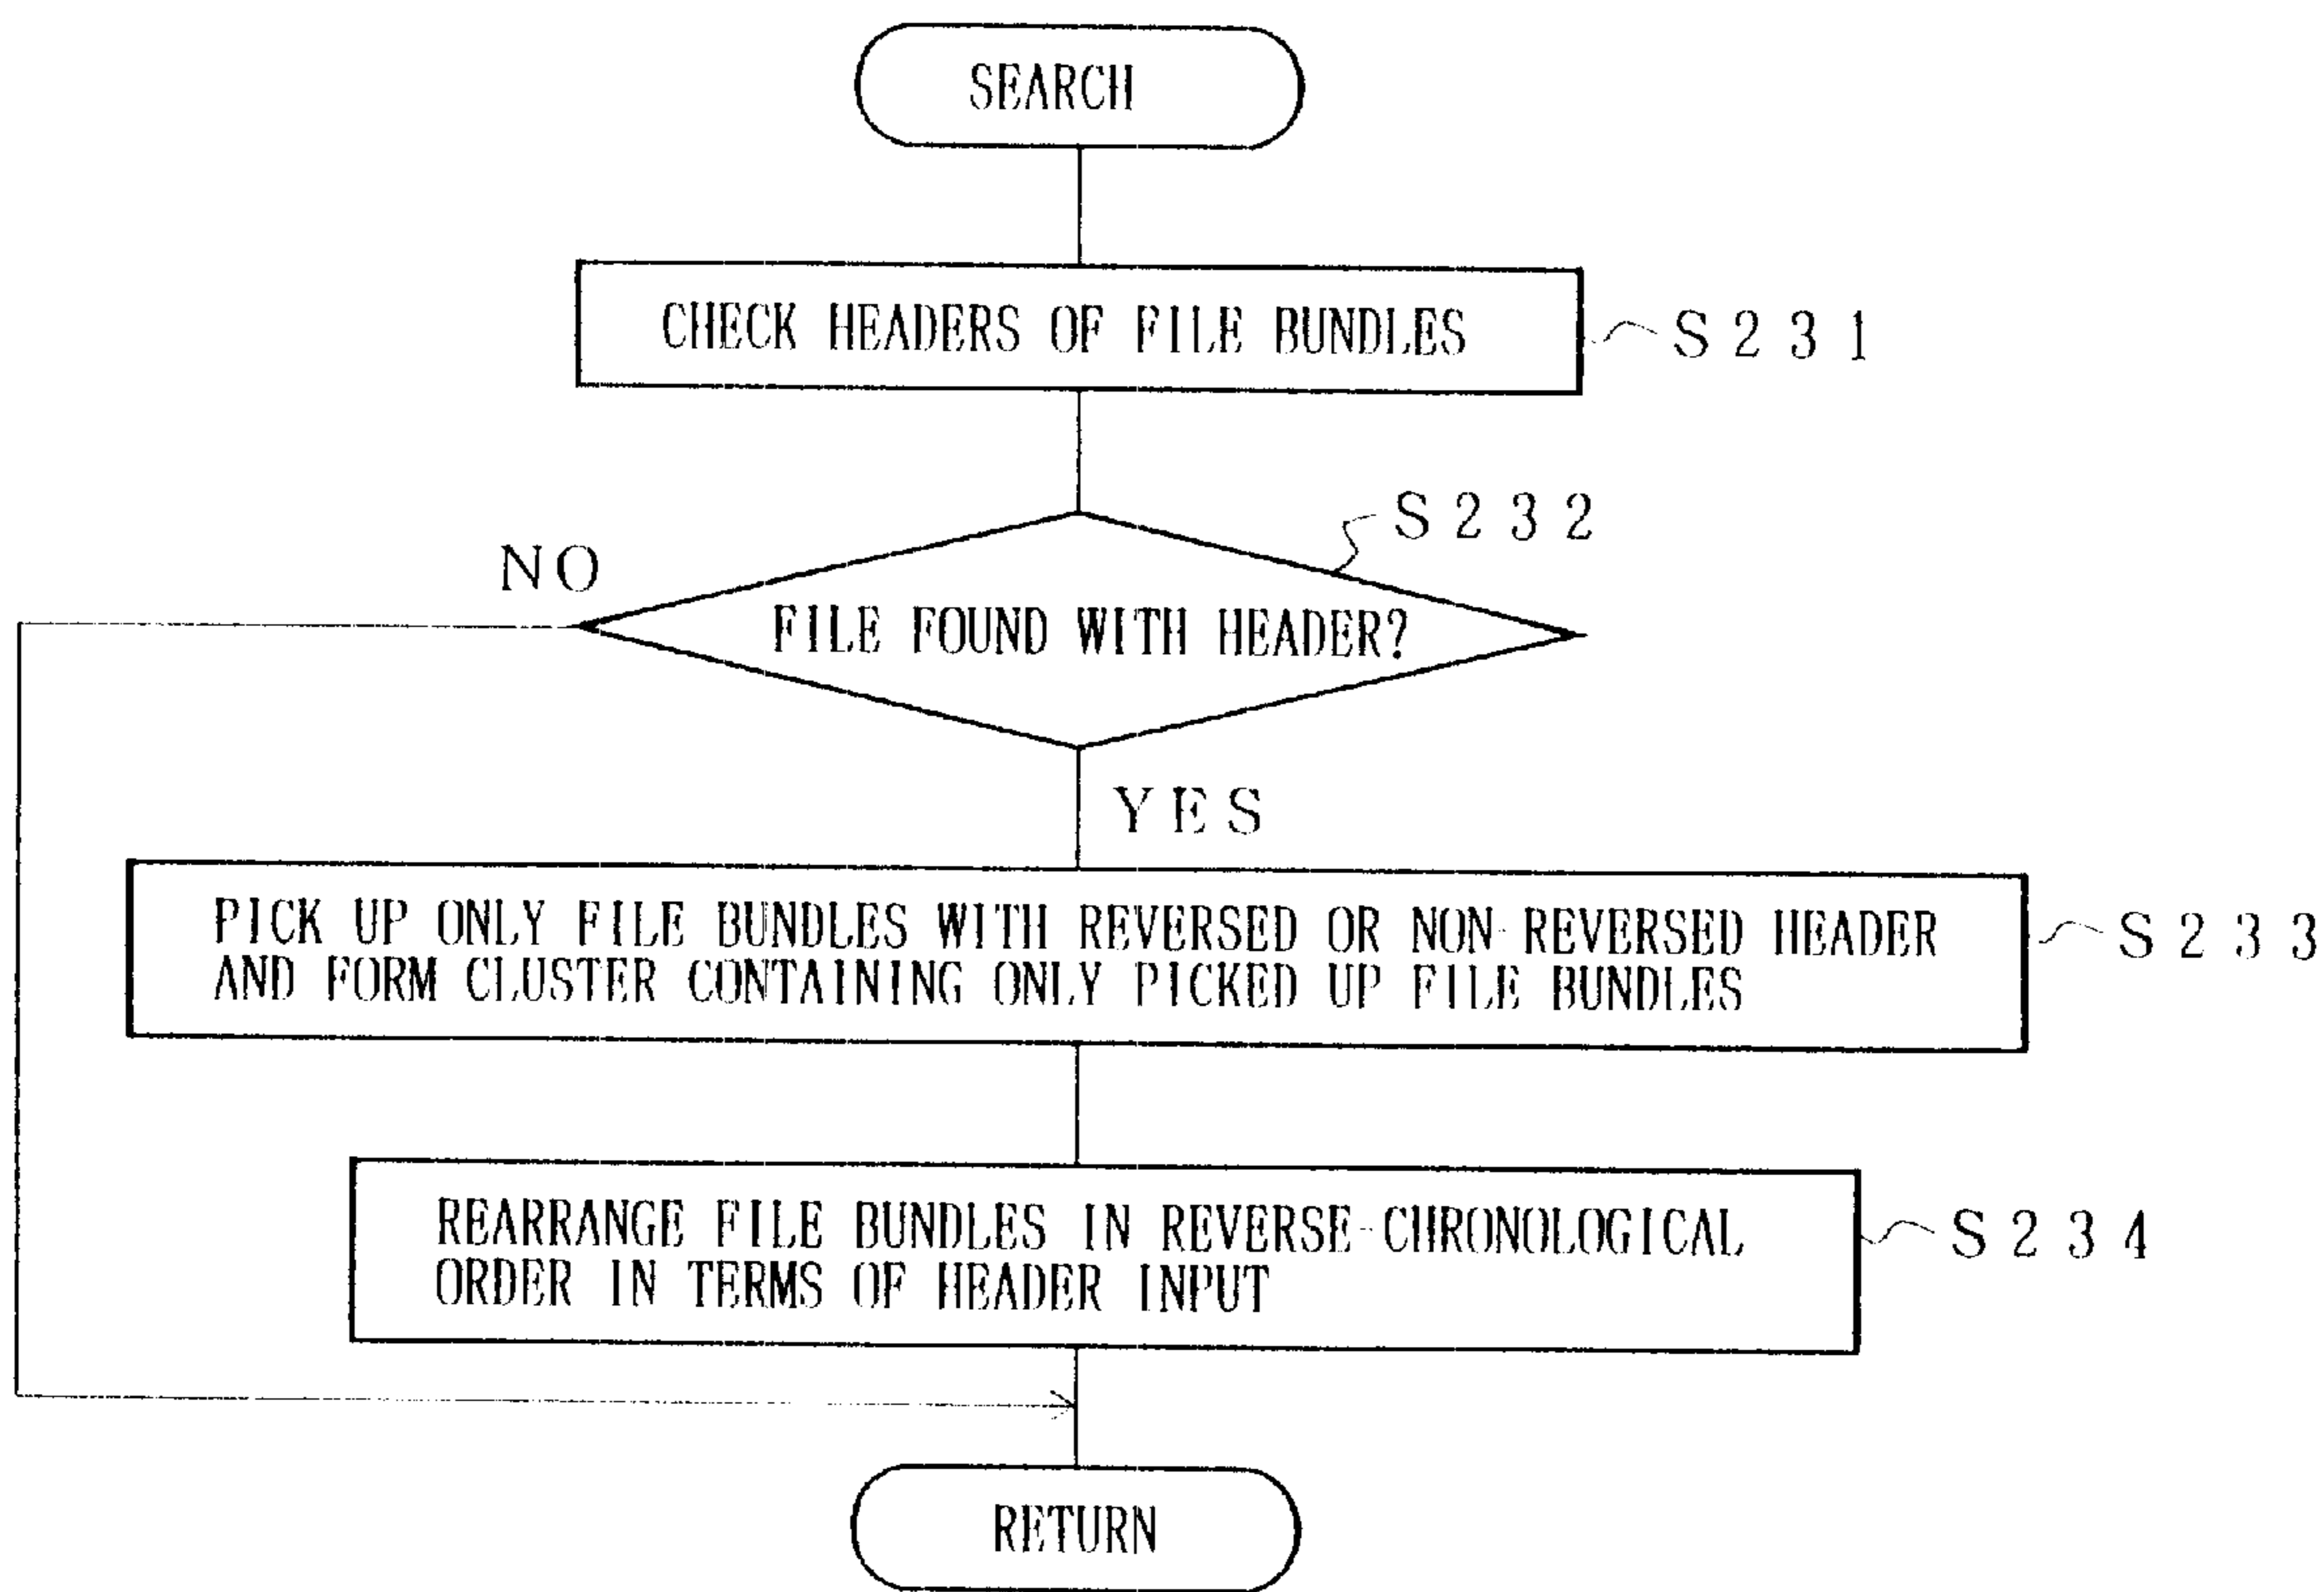 SEARCH
CHECK HEADERS OF FILE BUNDLES
S231
S232
NO
FILE FOUND WITH HEADER?
YES
PICK UP ONLY FILE BUNDLES WITH REVERSED OR NON-REVERSED HEADER
AND FORM CLUSTER CONTAINING ONLY PICKED UP FILE BUNDLES
S233
REARRANGE FILE BUNDLES IN REVERSE-CHRONOLOGICAL
ORDER IN TERMS OF HEADER INPUT
S234
RETURN